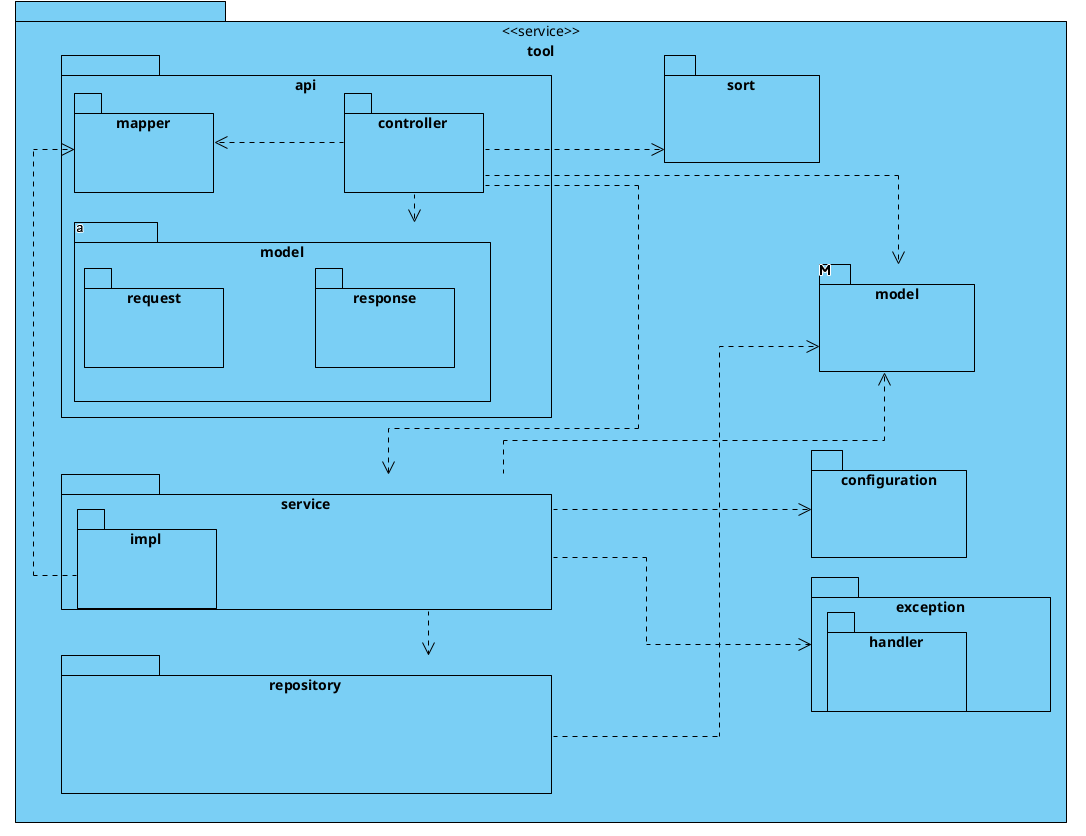 <<service>>
tool
api
sort
mapper
controller
a
model
request
response
M
model
service
configuration
impl
exception
handler
repository